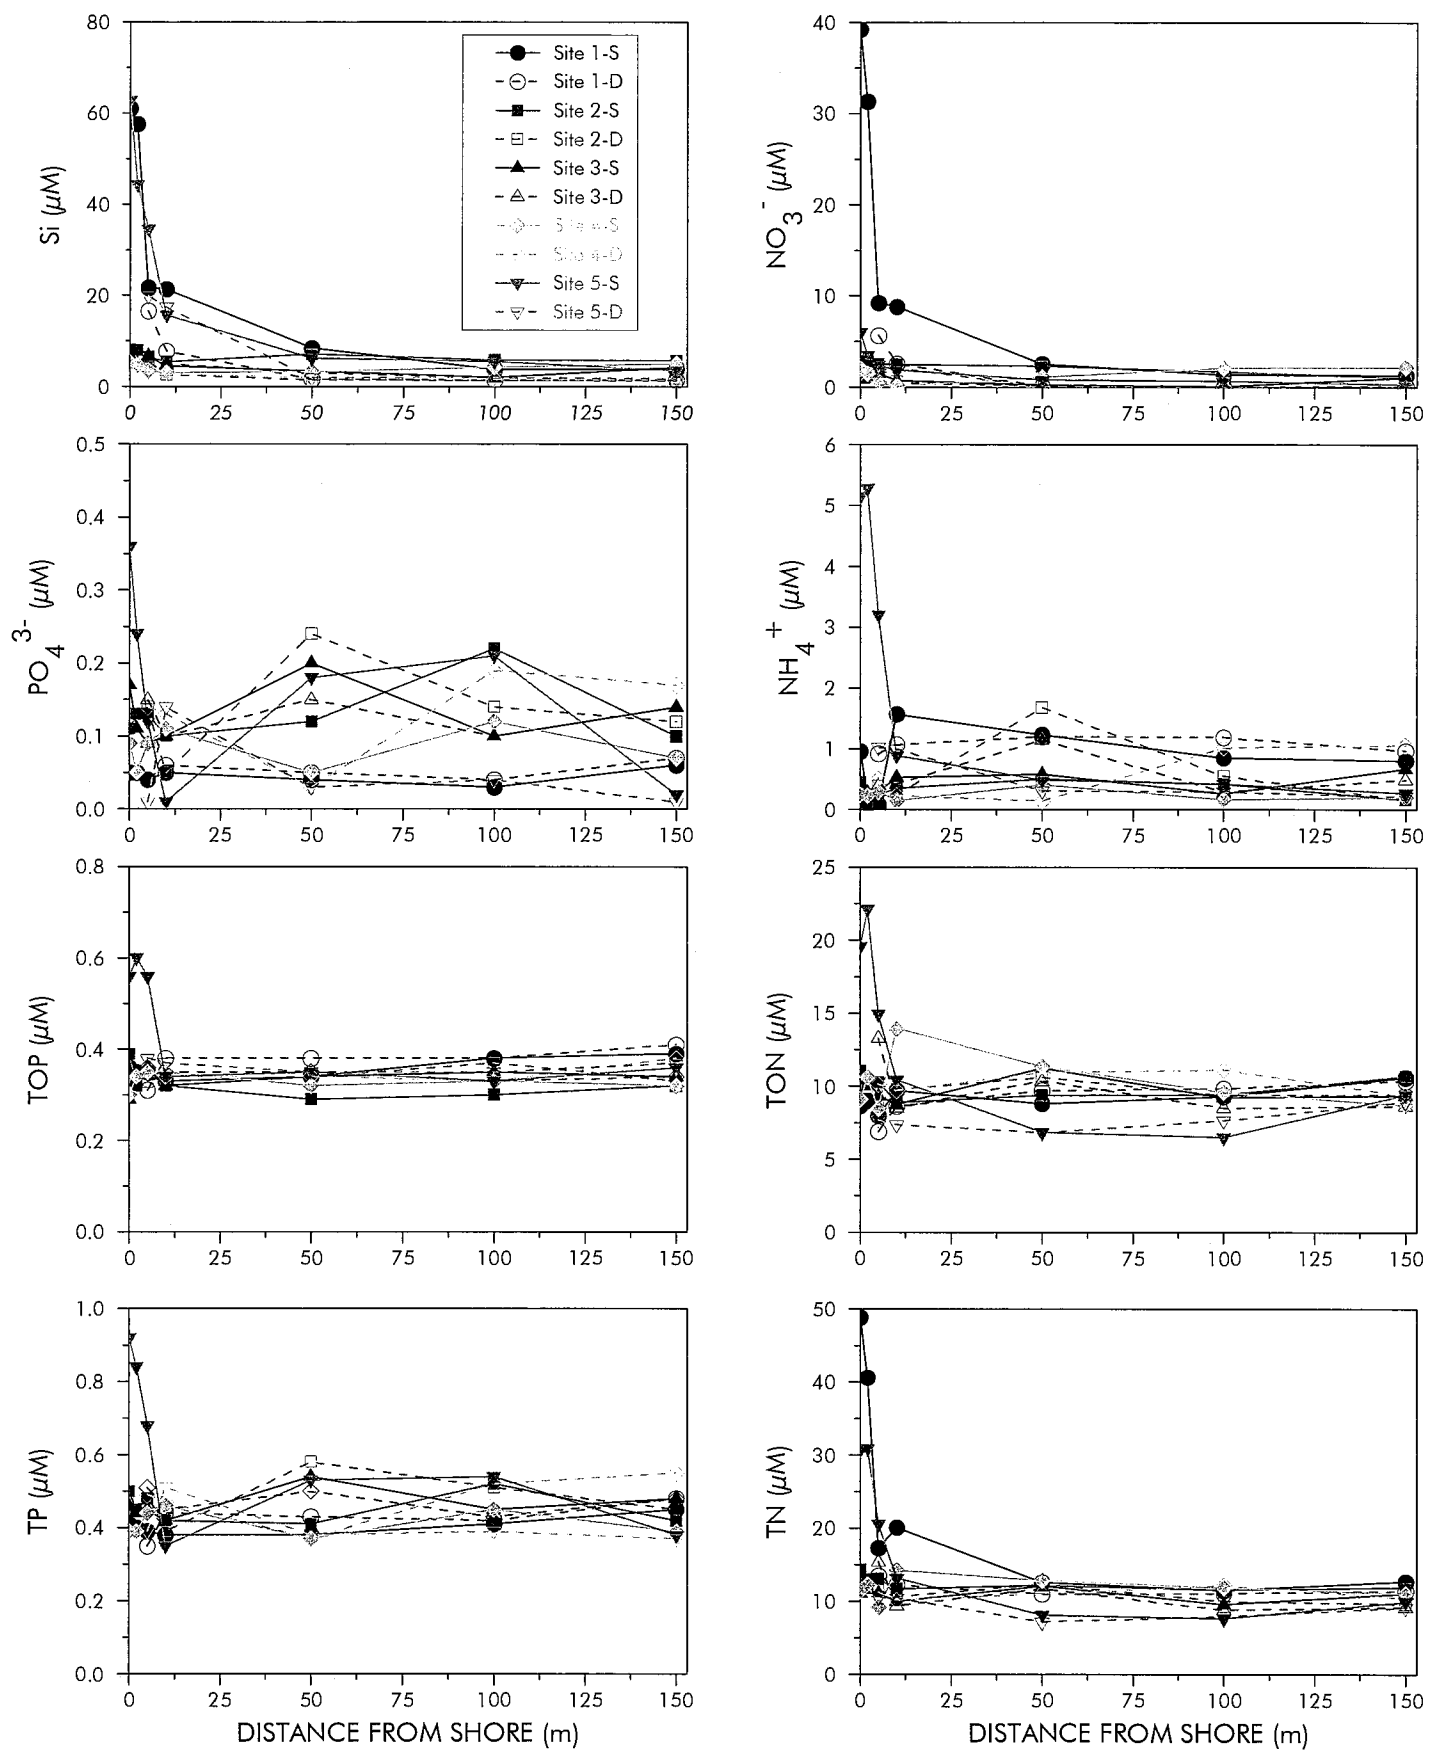 80
60
40
20
0
Si (μM)
0 25 50 75 100 125 150
Site 1-S
Site 1-D
Site 2-S
Site 2-D
Site 3-S
Site 3-D
Site 4-S
Site 4-D
Site 5-S
Site 5-D
40
30
20
10
0
NO3- (μM)
0 25 50 75 100 125 150
0.5
0.4
0.3
0.2
0.1
0.0
PO4 3- (μM)
0 25 50 75 100 125 150
6
5
4
3
2
1
0
NH4+ (μM)
0 25 50 75 100 125 150
0.8
0.6
0.4
0.2
0.0
TOP (μM)
0 25 50 75 100 125 150
25
20
15
10
5
0
TON (μM)
0 25 50 75 100 125 150
1.0
0.8
0.6
0.4
0.2
0.0
TP (μM)
0 25 50 75 100 125 150
DISTANCE FROM SHORE (m)
50
40
30
20
10
0
TN (μM)
0 25 50 75 100 125 150
DISTANCE FROM SHORE (m)